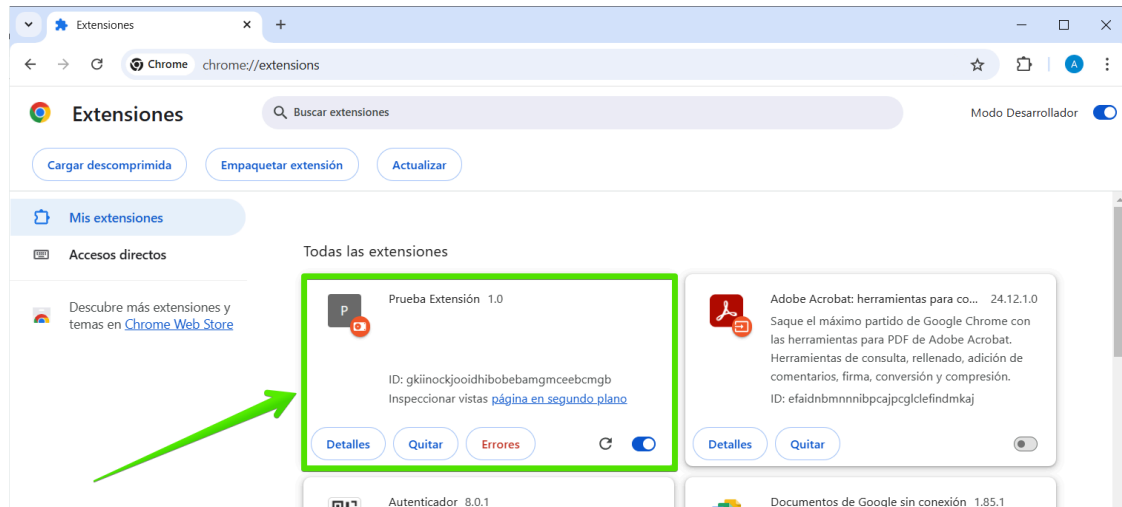 Extensiones
Chrome
chrome://extensions
A
Extensiones
Buscar extensiones
Modo Desarrollador
Cargar descomprimida
Empaquetar extensión
Actualizar
Mis extensiones
Accesos directos
Descubre más extensiones y
temas en Chrome Web Store
Todas las extensiones
P
Prueba Extensión 1.0
ID: gkiinockjooidhibobebamgmceebcmgb
Inspeccionar vistas página en segundo plano
Detalles
Quitar
Errores
Adobe Acrobat: herramientas para co... 24.12.1.0
Saque el máximo partido de Google Chrome con
las herramientas para PDF de Adobe Acrobat.
Herramientas de consulta, rellenado, adición de
comentarios, firma, conversión y compresión.
ID: efaidnbmnnnibpcajpcglclefindmkaj
Detalles
Quitar
Autenticador 8.0.1
Documentos de Google sin conexión 1.85.1